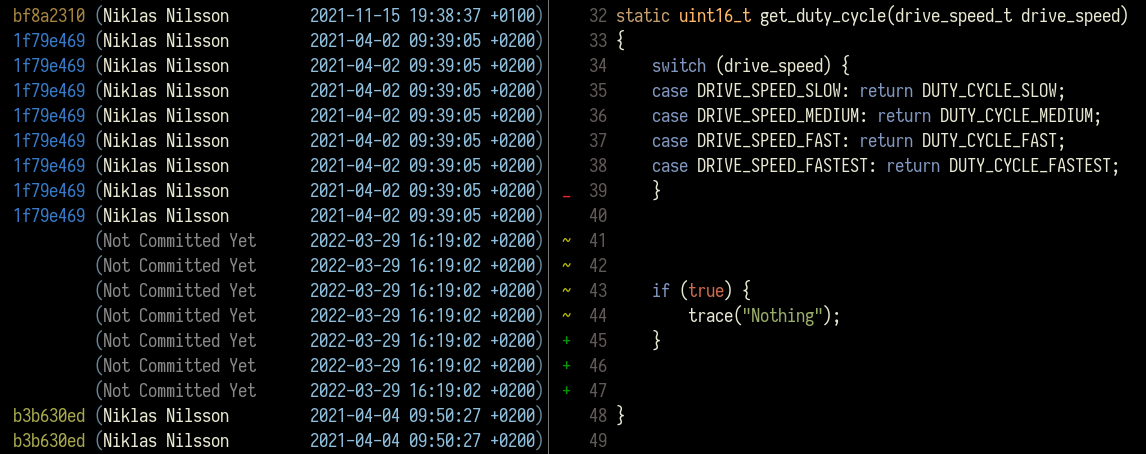 bf8a2310 (Niklas Nilsson         2021-11-15 19:38:37 +0100)      32 static uint16_t get_duty_cycle(drive_speed_t drive_speed)
1f79e469 (Niklas Nilsson         2021-04-02 09:39:05 +0200)      33 {
1f79e469 (Niklas Nilsson         2021-04-02 09:39:05 +0200)      34     switch (drive_speed) {
1f79e469 (Niklas Nilsson         2021-04-02 09:39:05 +0200)      35     case DRIVE_SPEED_SLOW: return DUTY_CYCLE_SLOW;
1f79e469 (Niklas Nilsson         2021-04-02 09:39:05 +0200)      36     case DRIVE_SPEED_MEDIUM: return DUTY_CYCLE_MEDIUM;
1f79e469 (Niklas Nilsson         2021-04-02 09:39:05 +0200)      37     case DRIVE_SPEED_FAST: return DUTY_CYCLE_FAST;
1f79e469 (Niklas Nilsson         2021-04-02 09:39:05 +0200)      38     case DRIVE_SPEED_FASTEST: return DUTY_CYCLE_FASTEST;
1f79e469 (Niklas Nilsson         2021-04-02 09:39:05 +0200)   _  39     }
1f79e469 (Niklas Nilsson         2021-04-02 09:39:05 +0200)      40
         (Not Committed Yet      2022-03-29 16:19:02 +0200)   ~  41
         (Not Committed Yet      2022-03-29 16:19:02 +0200)   ~  42
         (Not Committed Yet      2022-03-29 16:19:02 +0200)   ~  43     if (true) {
         (Not Committed Yet      2022-03-29 16:19:02 +0200)   ~  44         trace("Nothing");
         (Not Committed Yet      2022-03-29 16:19:02 +0200)   +  45     }
         (Not Committed Yet      2022-03-29 16:19:02 +0200)   +  46
         (Not Committed Yet      2022-03-29 16:19:02 +0200)   +  47
b3b630ed (Niklas Nilsson         2021-04-04 09:50:27 +0200)      48 }
b3b630ed (Niklas Nilsson         2021-04-04 09:50:27 +0200)      49